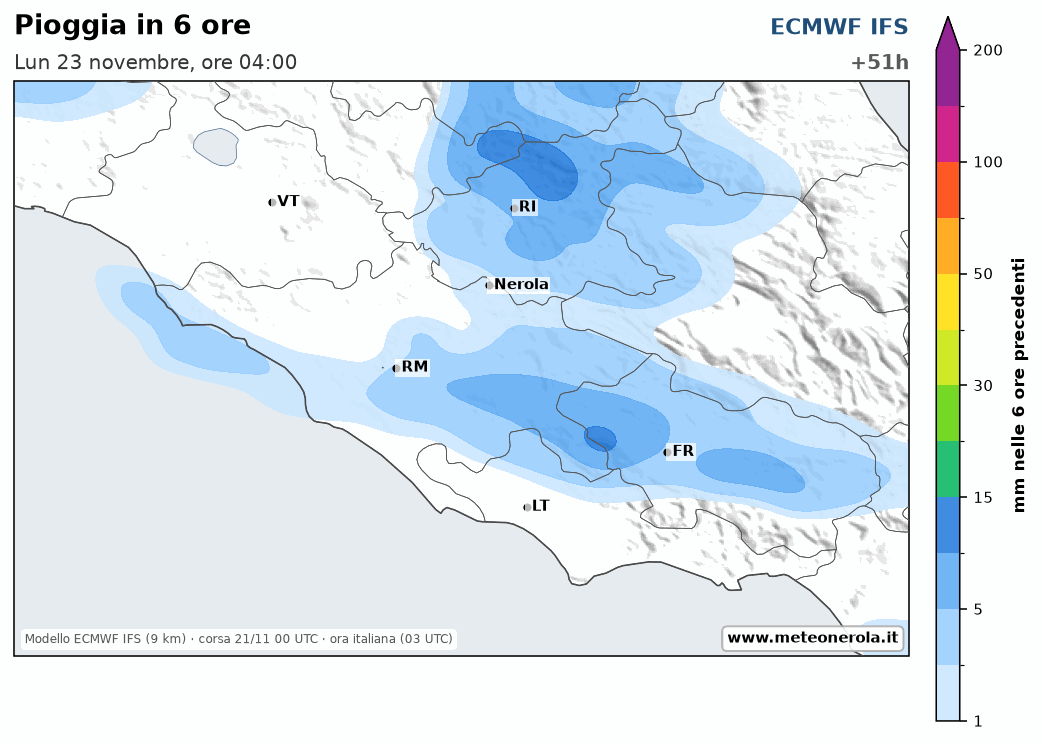 Pioggia in 6 ore
ECMWF IFS
Lun 23 novembre, ore 04:00
+51h
VT
RI
Nerola
RM
FR
LT
200
100
50
30
15
5
1
mm nelle 6 ore precedenti
Modello ECMWF IFS (9 km) · corsa 21/11 00 UTC · ora italiana (03 UTC)
www.meteonerola.it